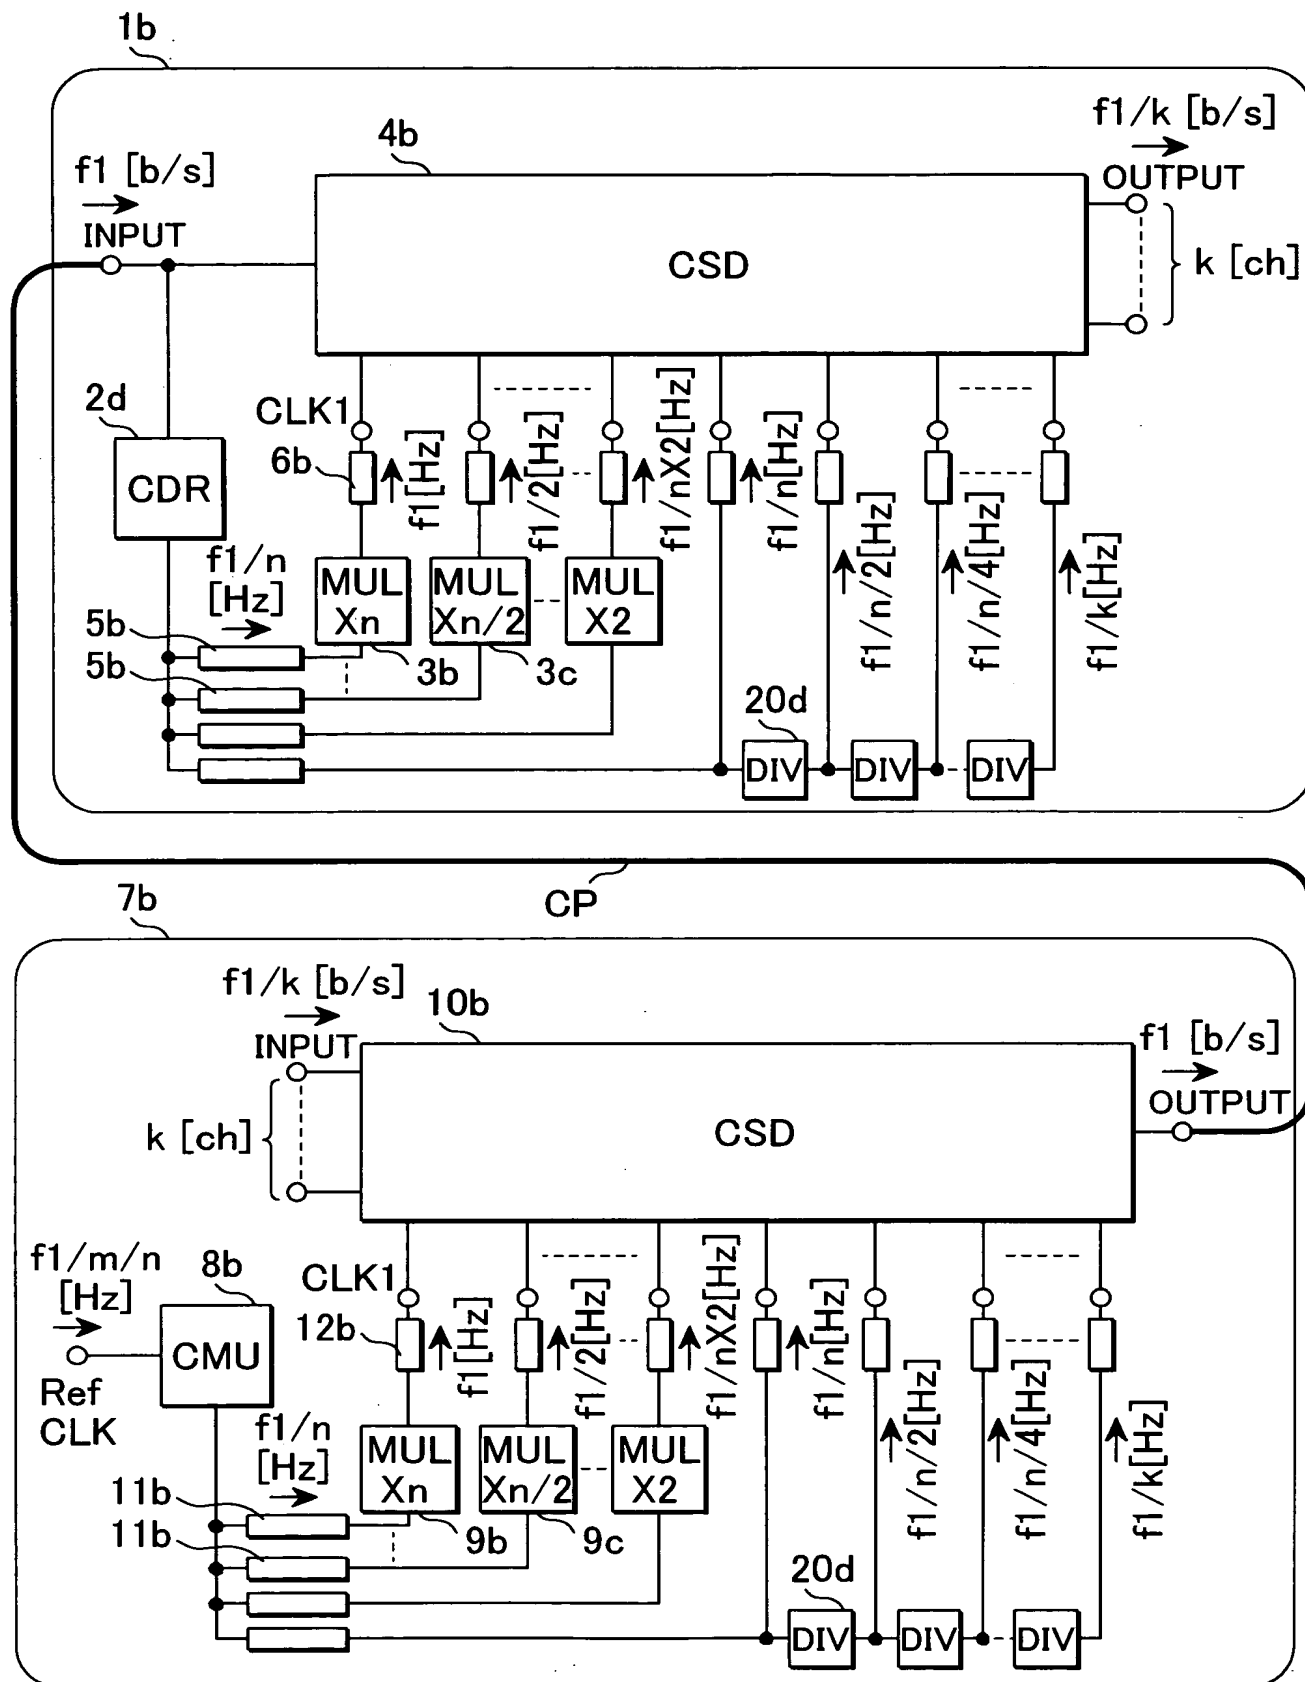 1b
f1/k [b/s]
OUTPUT
4b
f1 [b/s]
INPUT
CSD
k [ch]
2d
CDR
CLK1
6b
f1[Hz]
f1/2[Hz]
f1/nX2[Hz]
f1/n[Hz]
f1/n/2[Hz]
f1/n/4[Hz]
f1/k[Hz]
f1/n
[Hz]
MUL
Xn
MUL
Xn/2
MUL
X2
5b
5b
3b
3c
20d
DIV
DIV
DIV
CP
7b
f1/k [b/s]
INPUT
10b
f1 [b/s]
OUTPUT
k [ch]
CSD
f1/m/n
[Hz]
8b
CMU
Ref
CLK
CLK1
12b
f1[Hz]
f1/2[Hz]
f1/nX2[Hz]
f1/n[Hz]
f1/n/2[Hz]
f1/n/4[Hz]
f1/k[Hz]
f1/n
[Hz]
MUL
Xn
MUL
Xn/2
MUL
X2
11b
11b
9b
9c
20d
DIV
DIV
DIV